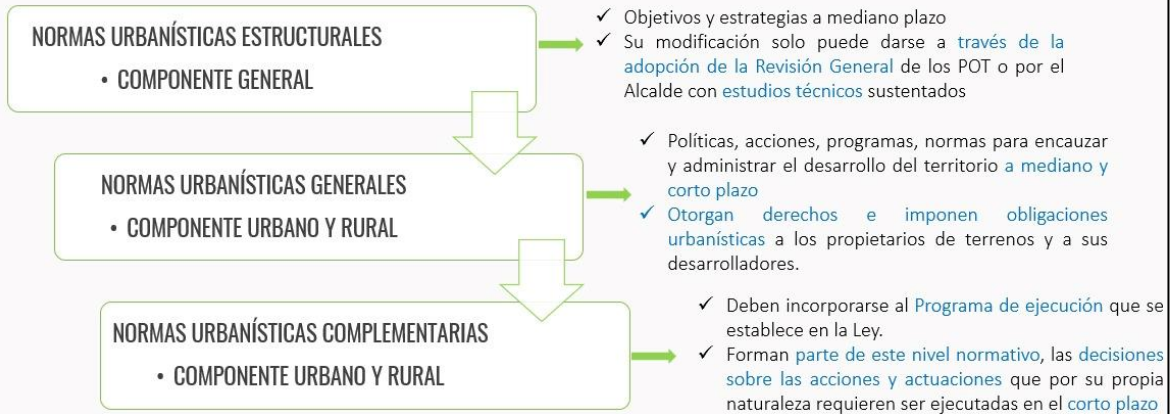 NORMAS URBANÍSTICAS ESTRUCTURALES
• COMPONENTE GENERAL
✓ Objetivos y estrategias a mediano plazo
✓ Su modificación solo puede darse a través de la
adopción de la Revisión General de los POT o por el
Alcalde con estudios técnicos sustentados
NORMAS URBANÍSTICAS GENERALES
• COMPONENTE URBANO Y RURAL
✓ Políticas, acciones, programas, normas para encauzar
y administrar el desarrollo del territorio a mediano y
corto plazo
✓ Otorgan derechos e imponen obligaciones
urbanísticas a los propietarios de terrenos y a sus
desarrolladores.
NORMAS URBANÍSTICAS COMPLEMENTARIAS
• COMPONENTE URBANO Y RURAL
✓ Deben incorporarse al Programa de ejecución que se
establece en la Ley.
✓ Forman parte de este nivel normativo, las decisiones
sobre las acciones y actuaciones que por su propia
naturaleza requieren ser ejecutadas en el corto plazo